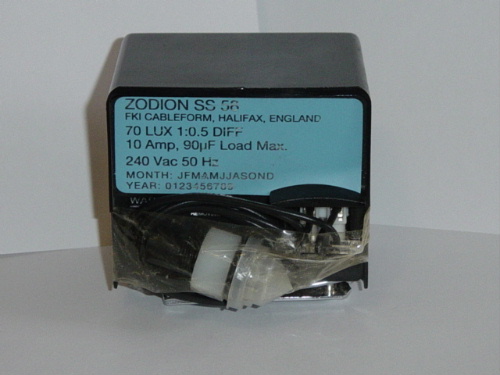 ZODION SS 56
FKI CABLEFORM, HALIFAX, ENGLAND
70 LUX 1:0.5 DIFF
10 Amp, 90µF Load Max.
240 Vac 50 Hz
MONTH: JFMAMJJASOND
YEAR: 0123456789